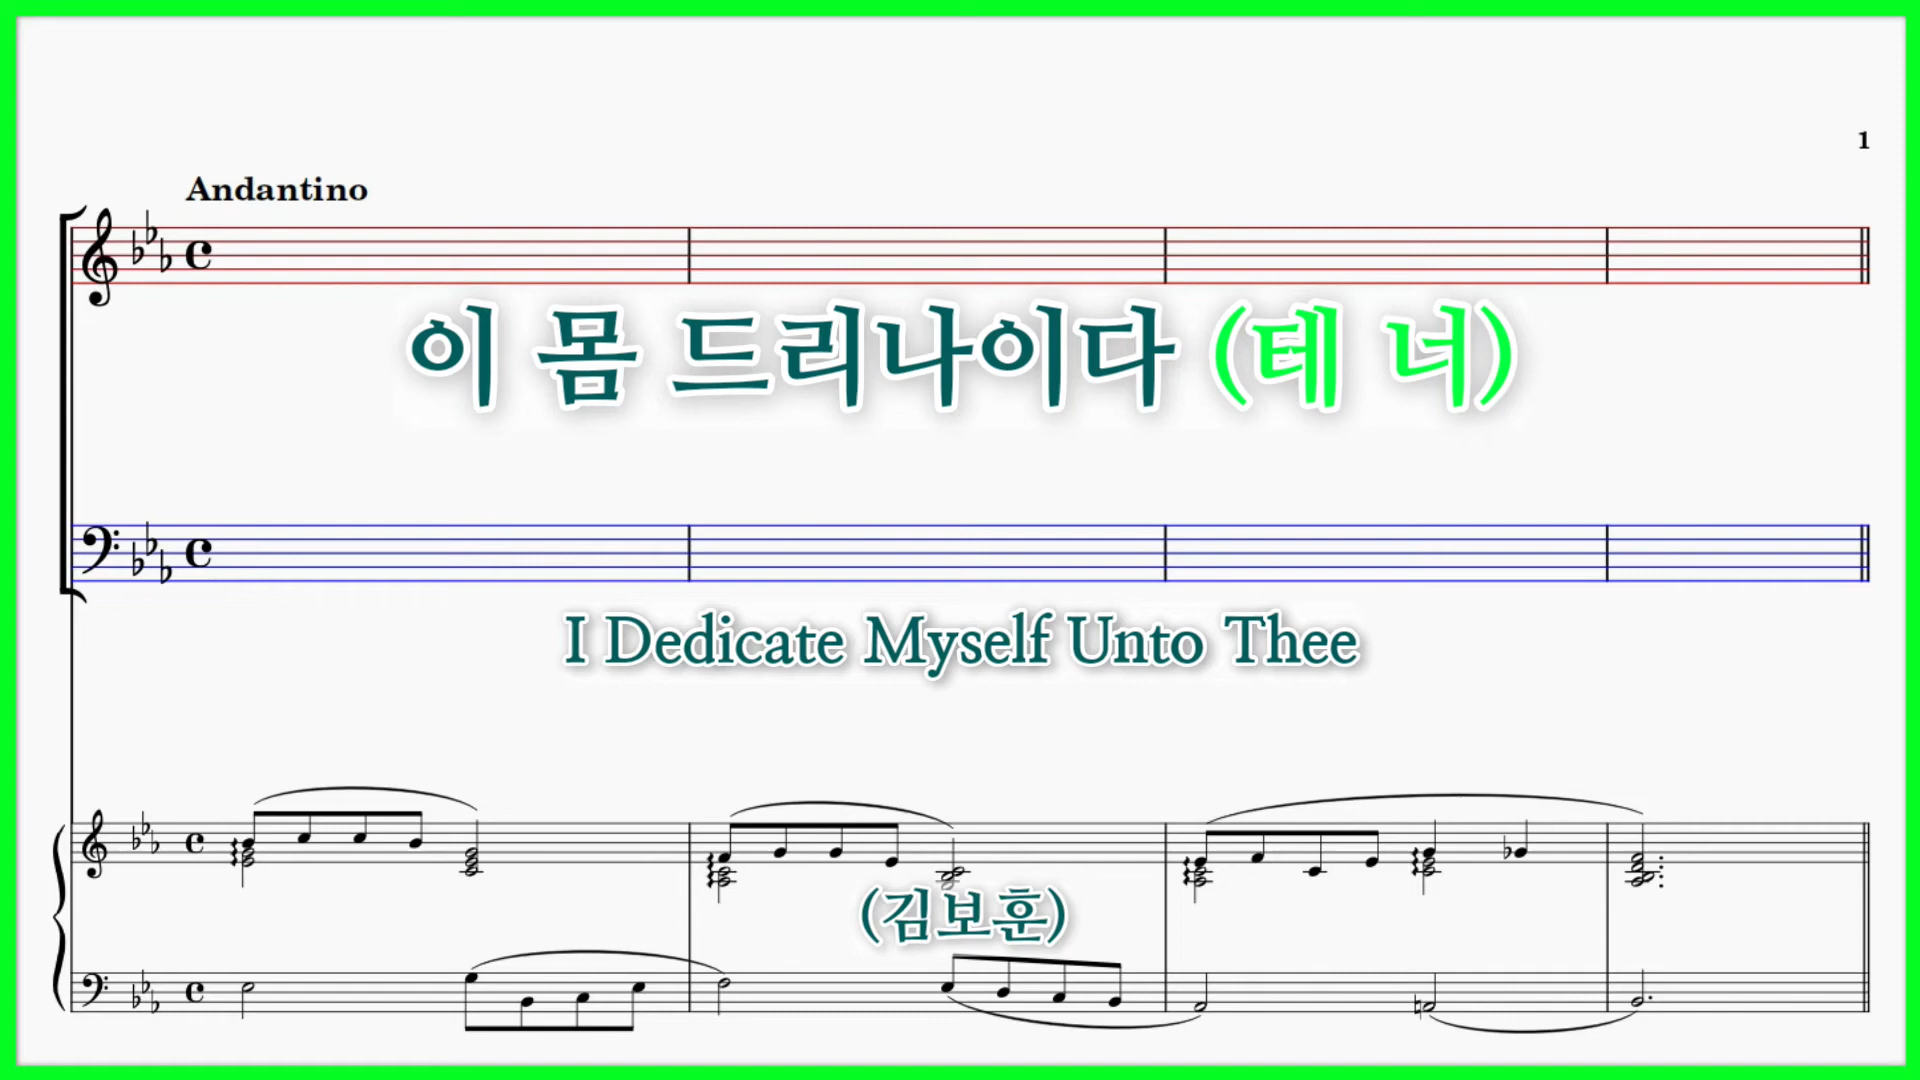 1
Andantino
이 몸 드리나이다 (테 너)
I Dedicate Myself Unto Thee
(김보훈)